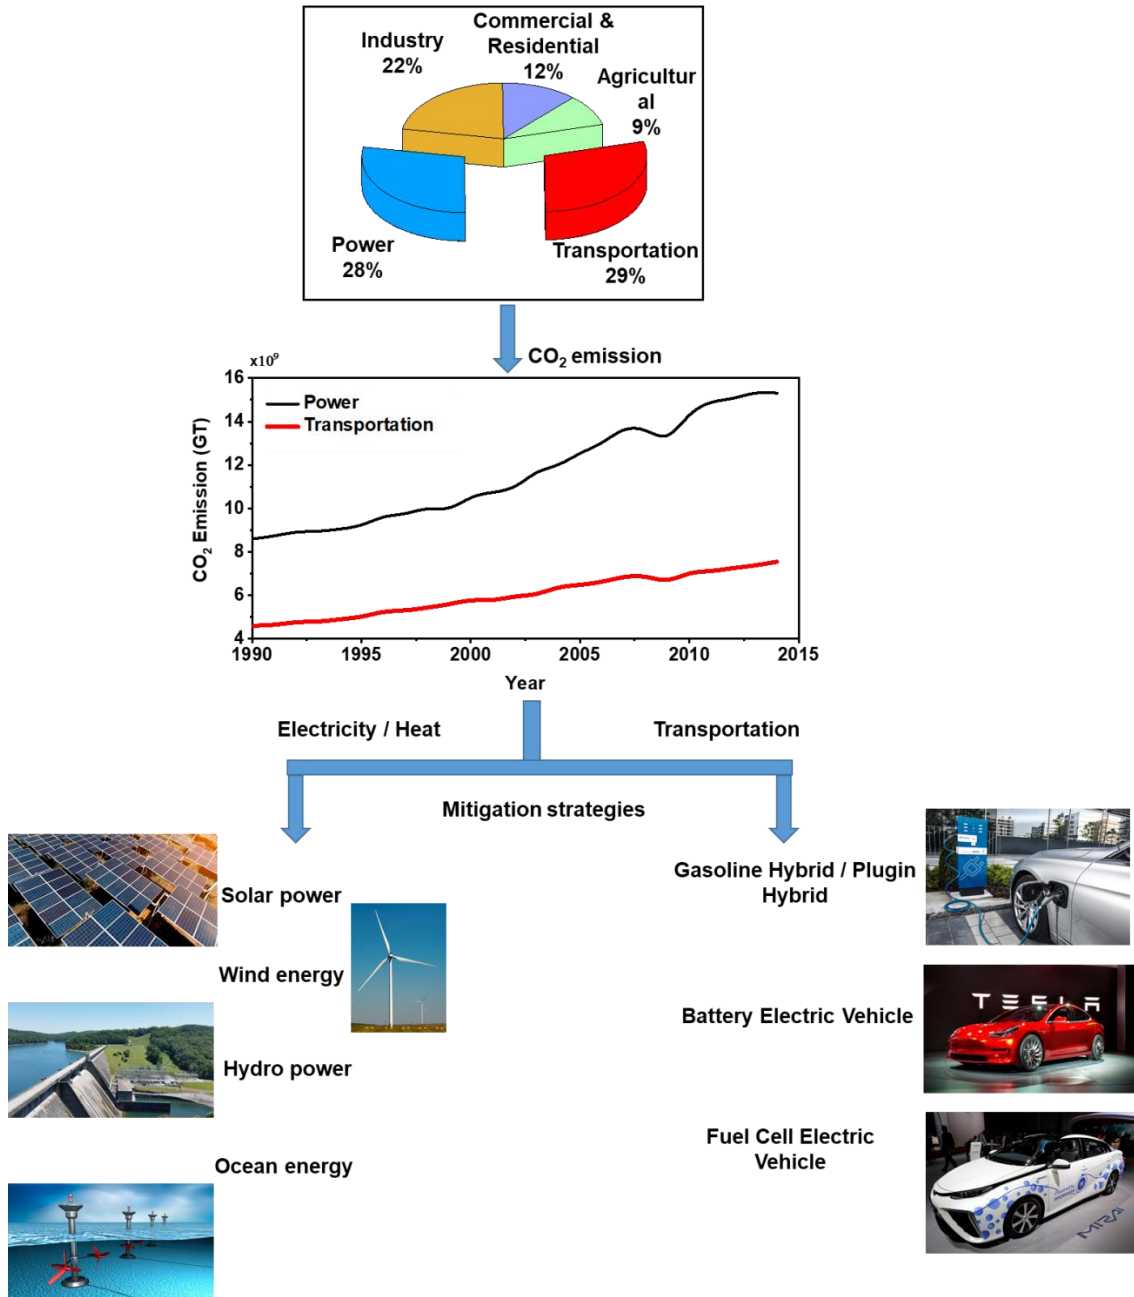 Commercial &
Residential
12%
Industry
22%
Agricultur
al
9%
Power
28%
Transportation
29%
CO₂ emission
x10⁹
16
14
12
10
8
6
4
CO₂ Emission (GT)
Power
Transportation
1990
1995
2000
2005
2010
2015
Year
Electricity / Heat
Transportation
Mitigation strategies
Solar power
Wind energy
Hydro power
Ocean energy
Gasoline Hybrid / Plugin
Hybrid
Battery Electric Vehicle
TESLA
Fuel Cell Electric
Vehicle
MIRAI